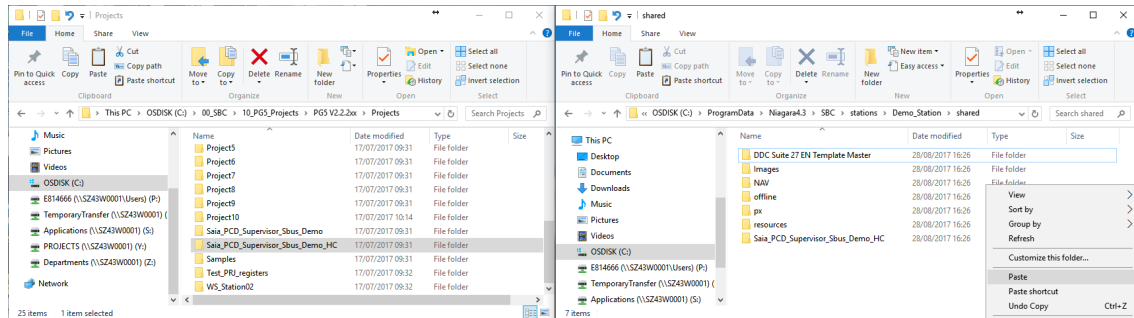 Projects
File Home Share View
Pin to Quick access Copy Paste Cut Copy path Paste shortcut Move to Copy to Delete Rename New folder Properties Open Edit History Select all Select none Invert selection
Clipboard Organize New Open Select
This PC > OSDISK (C:) > 00_SBC > 10_PG5_Projects > PG5 V2.2.2xx > Projects Search Projects
Music
Pictures
Videos
OSDISK (C:)
E814666 (\\SZ43W0001\Users) (P:)
TemporaryTransfer (\\SZ43W0001) (
Applications (\\SZ43W0001) (S:)
PROJECTS (\\SZ43W0001) (Y:)
Departments (\\SZ43W0001) (Z:)
Network
Name Date modified Type Size
Project5 17/07/2017 09:31 File folder
Project6 17/07/2017 09:31 File folder
Project7 17/07/2017 09:31 File folder
Project8 17/07/2017 09:31 File folder
Project9 17/07/2017 09:31 File folder
Project10 17/07/2017 10:14 File folder
Saia_PCD_Supervisor_Sbus_Demo 17/07/2017 09:31 File folder
Saia_PCD_Supervisor_Sbus_Demo_HC 17/07/2017 09:31 File folder
Samples 17/07/2017 09:31 File folder
Test_PRJ_registers 17/07/2017 09:32 File folder
WS_Station02 17/07/2017 09:32 File folder
25 items 1 item selected
shared
File Home Share View
Pin to Quick access Copy Paste Cut Copy path Paste shortcut Move to Copy to Delete Rename New folder New item Easy access Properties Open Edit History Select all Select none Invert selection
Clipboard Organize New Open Select
« OSDISK (C:) > ProgramData > Niagara4.3 > SBC > stations > Demo_Station > shared Search shared
This PC
Desktop
Documents
Downloads
Music
Pictures
Videos
OSDISK (C:)
E814666 (\\SZ43W0001\Users) (P:)
TemporaryTransfer (\\SZ43W0001) (
Applications (\\SZ43W0001) (S:)
Name Date modified Type Size
DDC Suite 27 EN Template Master 28/08/2017 16:26 File folder
Images 28/08/2017 16:26 File folder
NAV 28/08/2017 16:26 File folder
offline 28/08/2017 16:26
px 28/08/2017 16:26
resources 28/08/2017 16:26
Saia_PCD_Supervisor_Sbus_Demo_HC 28/08/2017 16:26
View
Sort by
Group by
Refresh
Customize this folder...
Paste
Paste shortcut
Undo Copy Ctrl+Z
7 items